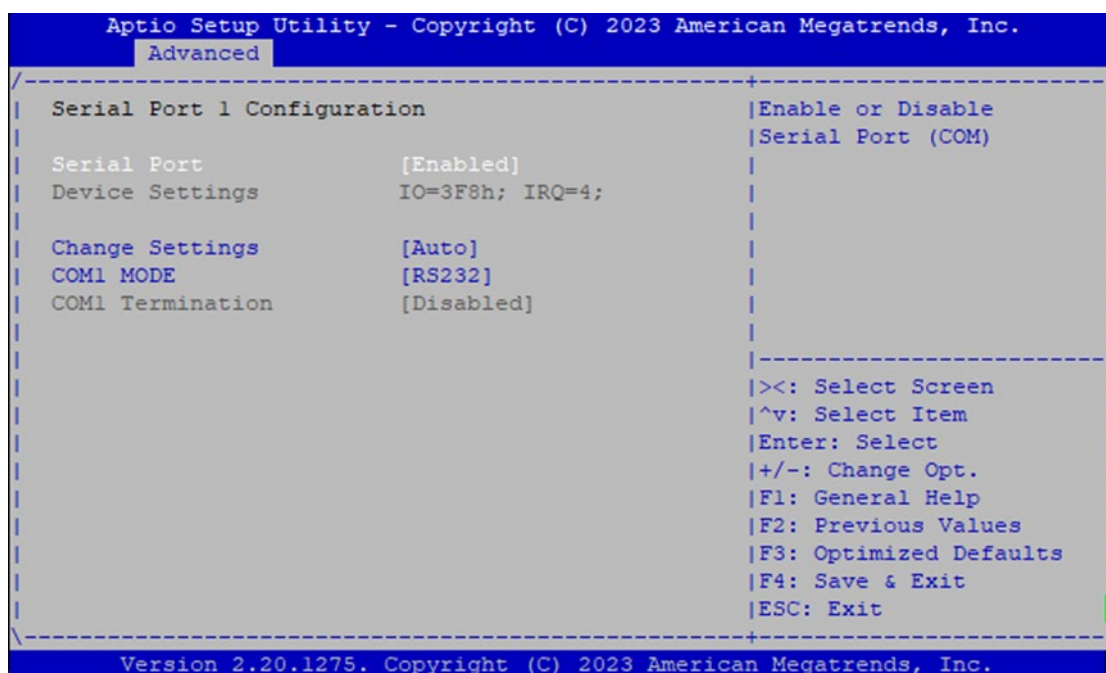 Aptio Setup Utility - Copyright (C) 2023 American Megatrends, Inc.
Advanced
Serial Port 1 Configuration
Serial Port [Enabled]
Device Settings IO=3F8h; IRQ=4;
Change Settings [Auto]
COM1 MODE [RS232]
COM1 Termination [Disabled]
Enable or Disable
Serial Port (COM)
><: Select Screen
^v: Select Item
Enter: Select
+/-: Change Opt.
F1: General Help
F2: Previous Values
F3: Optimized Defaults
F4: Save & Exit
ESC: Exit
Version 2.20.1275. Copyright (C) 2023 American Megatrends, Inc.